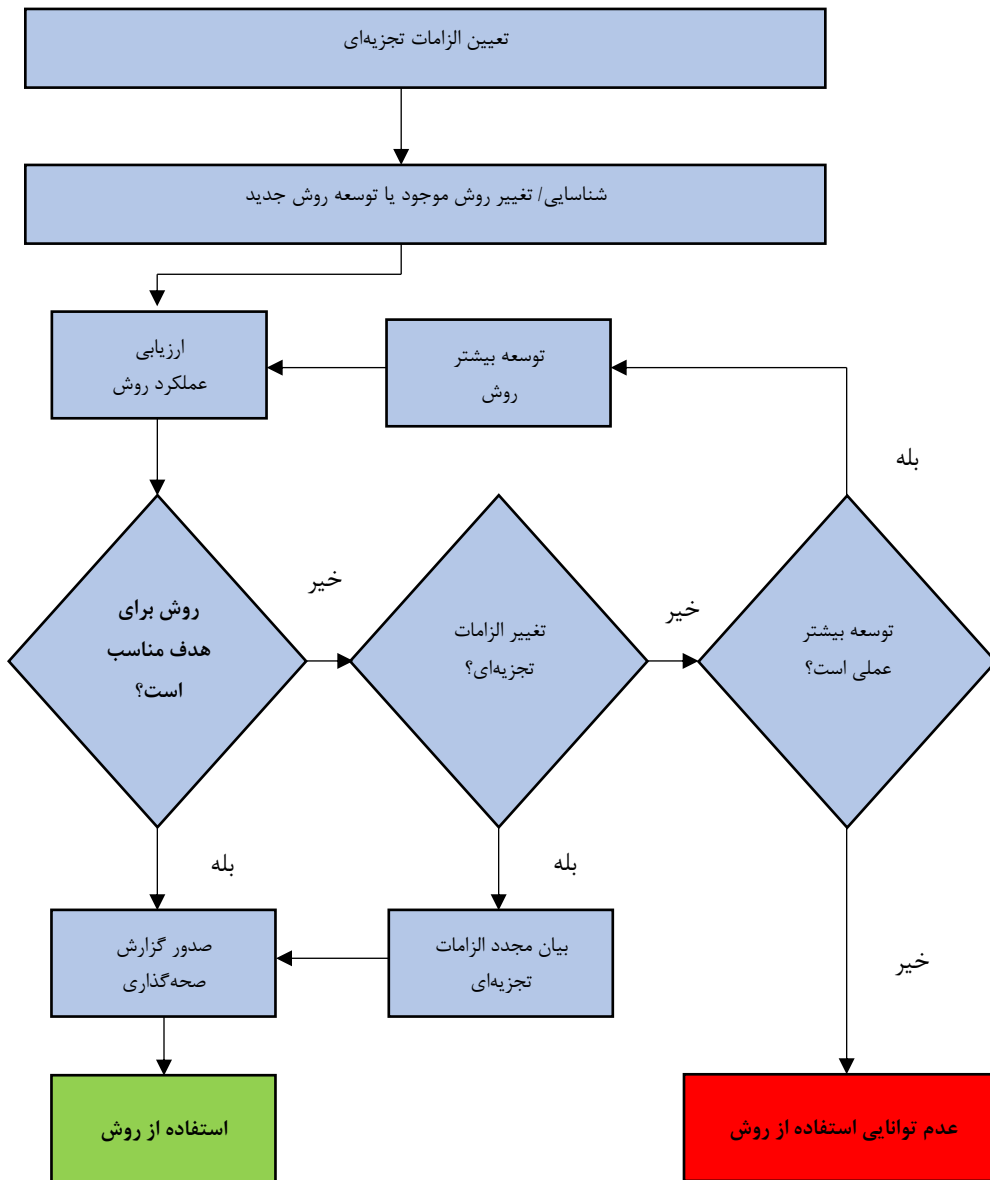 تعیین الزامات تجزیه‌ای
شناسایی/ تغییر روش موجود یا توسعه روش جدید
ارزیابی
عملکرد روش
توسعه بیشتر
روش
بله
روش برای
هدف مناسب
است؟
خیر
تغییر الزامات
تجزیه‌ای؟
خیر
توسعه بیشتر
عملی است؟
بله
بله
صدور گزارش
صحه‌گذاری
بیان مجدد الزامات
تجزیه‌ای
خیر
استفاده از روش
عدم توانایی استفاده از روش